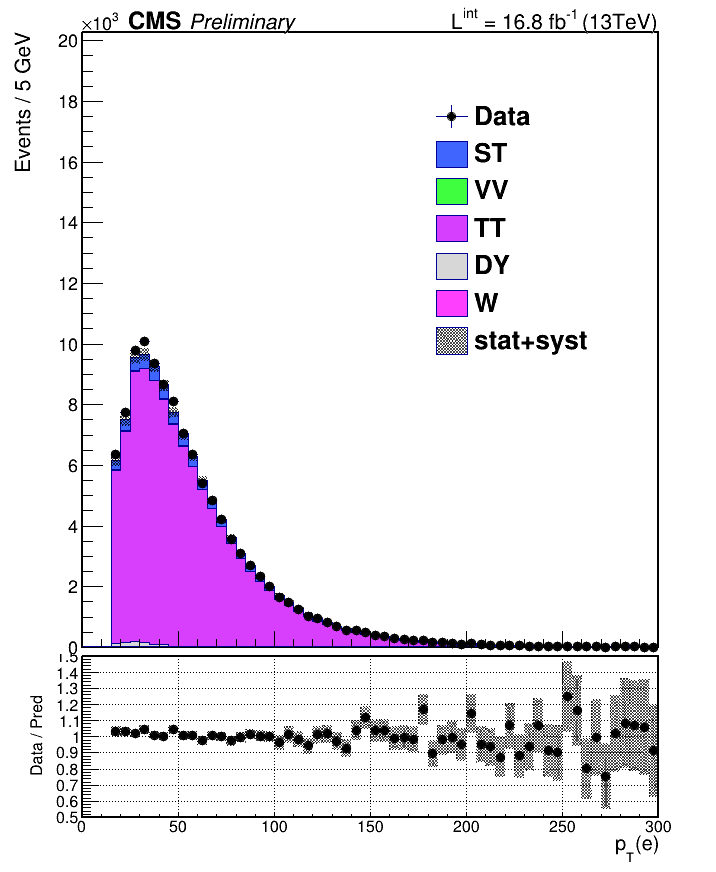 ×10³ CMS Preliminary L^int = 16.8 fb⁻¹ (13TeV)
Events / 5 GeV
20
18
16
14
12
10
8
6
4
2
0
Data
ST
VV
TT
DY
W
stat+syst
Data / Pred
1.5
1.4
1.3
1.2
1.1
1
0.9
0.8
0.7
0.6
0.5
0 50 100 150 200 250 300
p_T(e)